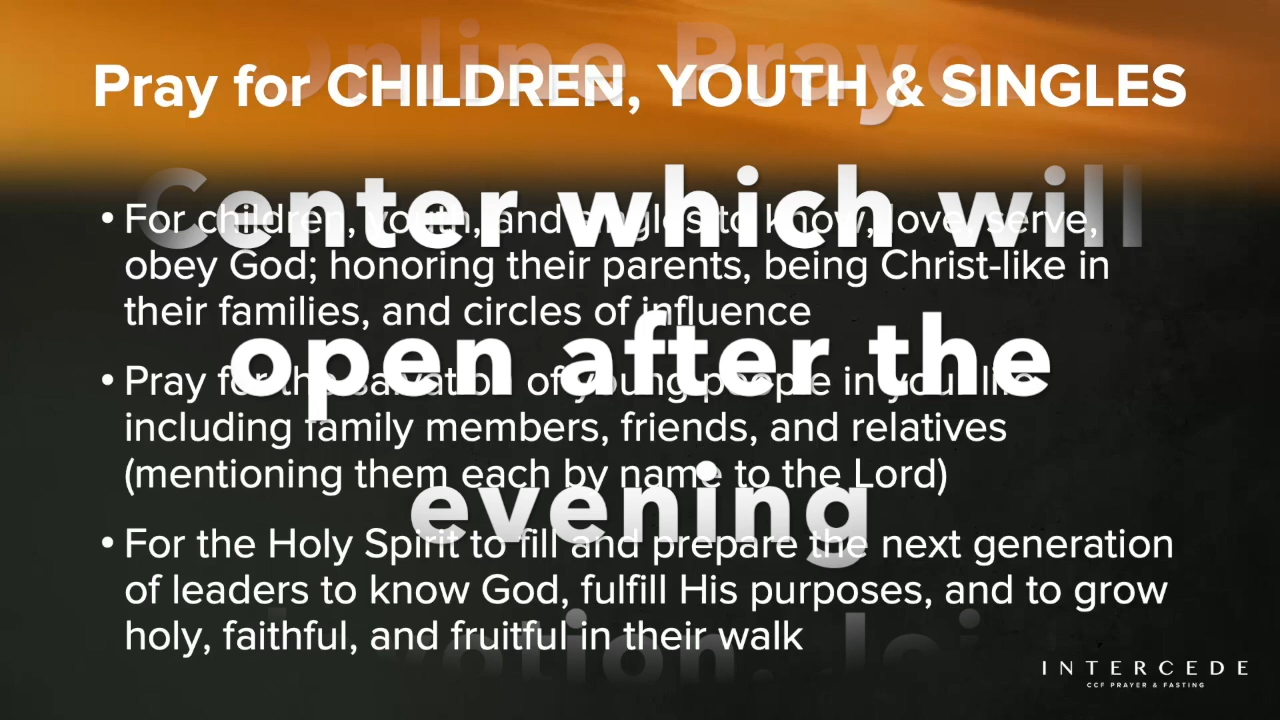 Online Prayer
Pray for CHILDREN, YOUTH & SINGLES
Center which will
• For children, youth, and singles to know, love, serve,
obey God; honoring their parents, being Christ-like in
their families, and circles of influence
open after the
• Pray for the salvation of young people in your life
including family members, friends, and relatives
(mentioning them each by name to the Lord)
evening
• For the Holy Spirit to fill and prepare the next generation
of leaders to know God, fulfill His purposes, and to grow
holy, faithful, and fruitful in their walk
INTERCEDE
CCF PRAYER & FASTING